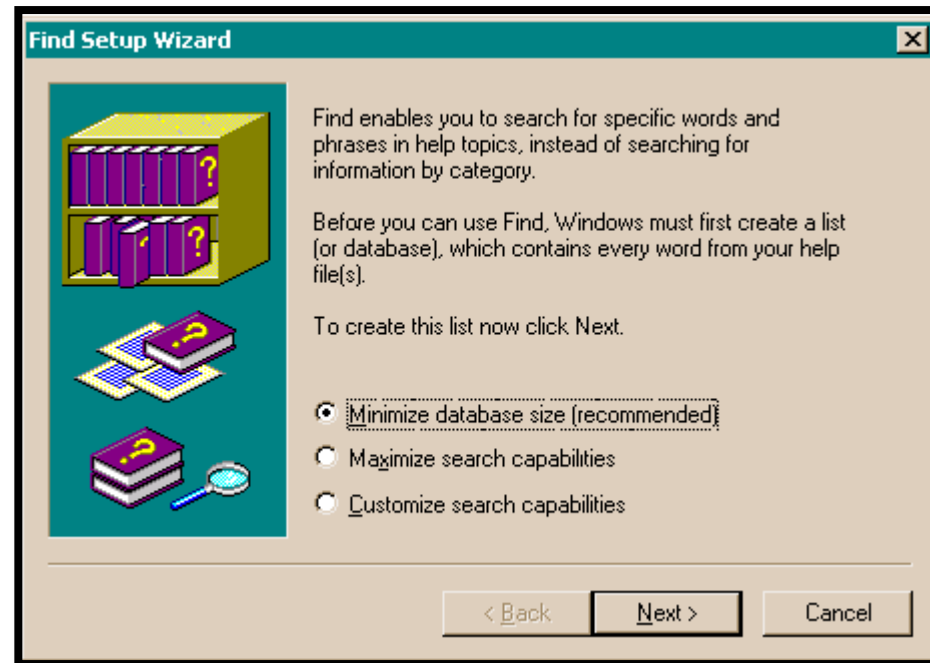 Find Setup Wizard
Find enables you to search for specific words and
phrases in help topics, instead of searching for
information by category.
Before you can use Find, Windows must first create a list
(or database), which contains every word from your help
file(s).
To create this list now click Next.
Minimize database size (recommended)
Maximize search capabilities
Customize search capabilities
< Back
Next >
Cancel